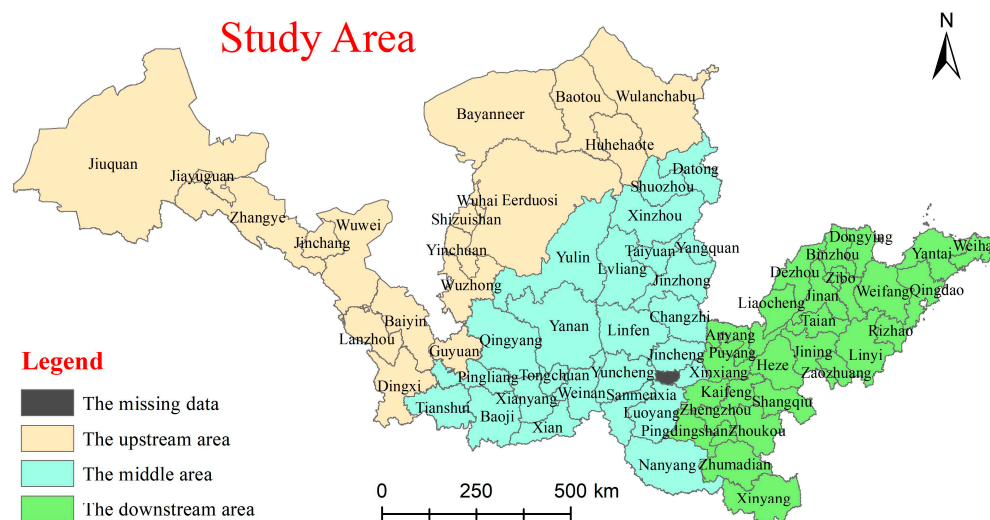 Study Area
N
Baotou
Wulanchabu
Bayanneer
Huhehaote
Jiuquan
Datong
Jiayuguan
Shuozhou
Wuhai
Eerduosi
Zhangye
Wuwei
Shizuishan
Xinzhou
Jinchang
Yinchuan
Yulin
Taiyuan
Yangquan
Lvliang
Dongying
Binzhou
Yantai
Weihai
Wuzhong
Jinzhong
Dezhou
Zibo
Weifang
Qingdao
Liaocheng
Jinan
Baiyin
Changzhi
Lanzhou
Yanan
Linfen
Taian
Rizhao
Qingyang
Anyang
Guyuan
Jincheng
Puyang
Jining
Linyi
Dingxi
Pingliang
Tongchuan
Yuncheng
Xinxiang
Heze
Zaozhuang
Tianshui
Xianyang
Weinan
Sanmenxia
Kaifeng
Shangqiu
Baoji
Luoyang
Zhengzhou
Xian
Pingdingshan
Zhoukou
Nanyang
Zhumadian
Xinyang
Legend
The missing data
The upstream area
The middle area
The downstream area
0 250 500 km